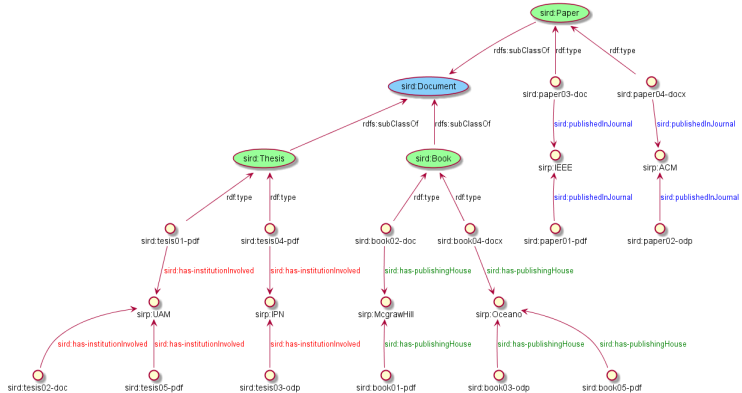 sird:Paper
rdfs:subClassOf
rdf:type
rdf:type
sird:Document
sird:paper03-doc
sird:paper04-docx
rdfs:subClassOf
rdfs:subClassOf
sird:publishedInJournal
sird:publishedInJournal
sird:Thesis
sird:Book
sirp:IEEE
sirp:ACM
rdf:type
rdf:type
rdf:type
rdf:type
sird:publishedInJournal
sird:publishedInJournal
sird:tesis01-pdf
sird:tesis04-pdf
sird:book02-doc
sird:book04-docx
sird:paper01-pdf
sird:paper02-odp
sird:has-institutionInvolved
sird:has-institutionInvolved
sird:has-publishingHouse
sird:has-publishingHouse
sirp:UAM
sirp:IPN
sirp:McgrawHill
sirp:Oceano
sird:has-institutionInvolved
sird:has-institutionInvolved
sird:has-institutionInvolved
sird:has-publishingHouse
sird:has-publishingHouse
sird:has-publishingHouse
sird:tesis02-doc
sird:tesis05-pdf
sird:tesis03-odp
sird:book01-pdf
sird:book03-odp
sird:book05-pdf